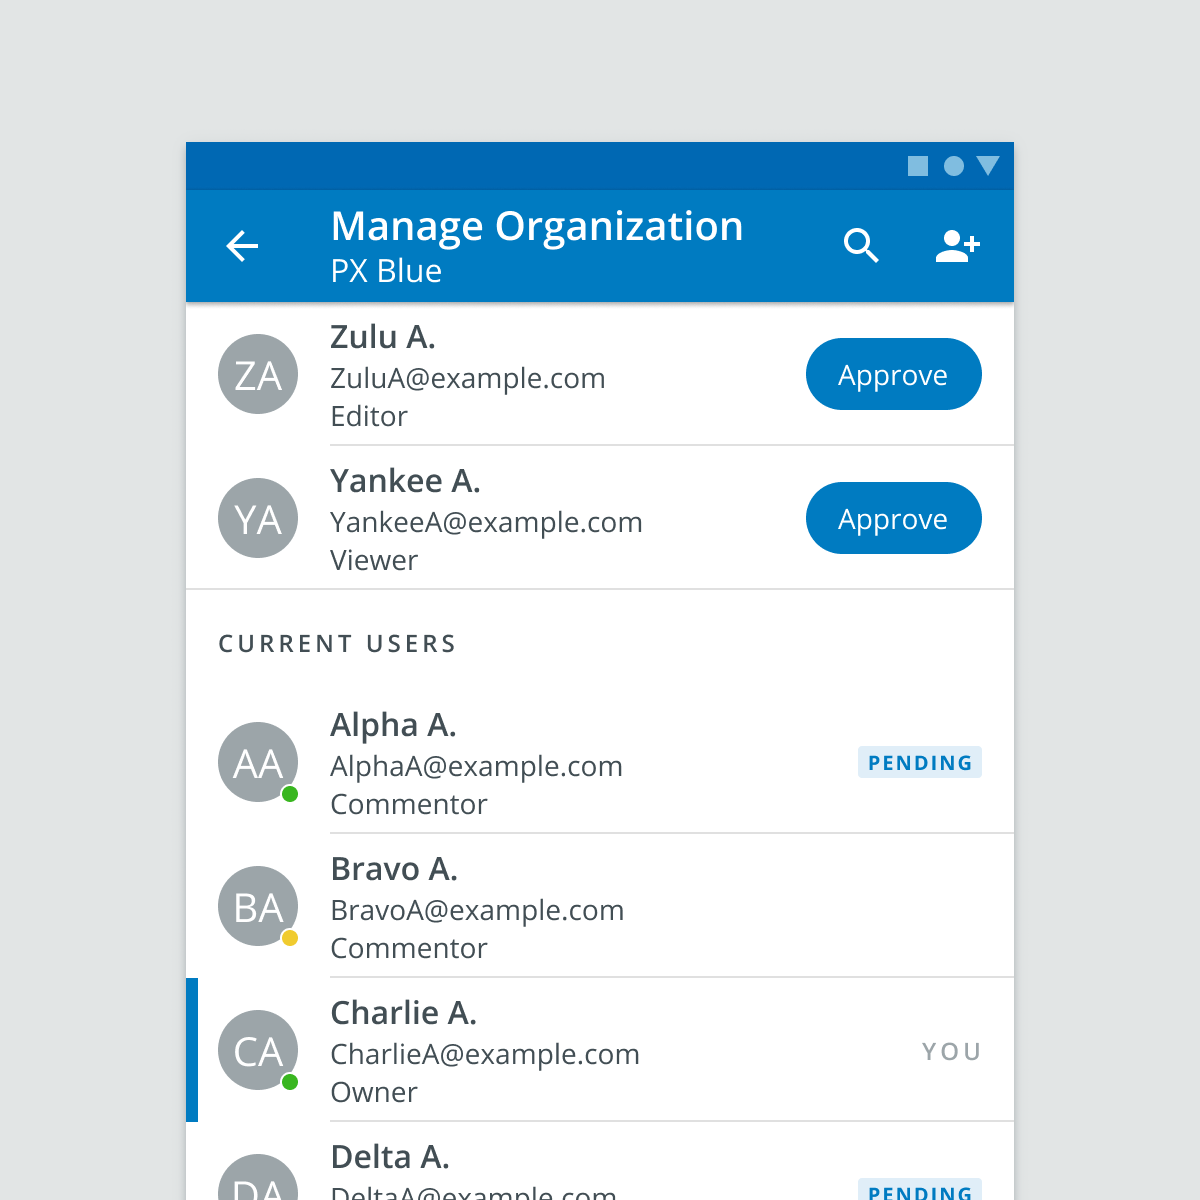 Manage Organization
PX Blue
ZA
Zulu A.
ZuluA@example.com
Editor
Approve
YA
Yankee A.
YankeeA@example.com
Viewer
Approve
CURRENT USERS
AA
Alpha A.
AlphaA@example.com
Commentor
PENDING
BA
Bravo A.
BravoA@example.com
Commentor
CA
Charlie A.
CharlieA@example.com
Owner
YOU
DA
Delta A.
DeltaA@example.com
PENDING